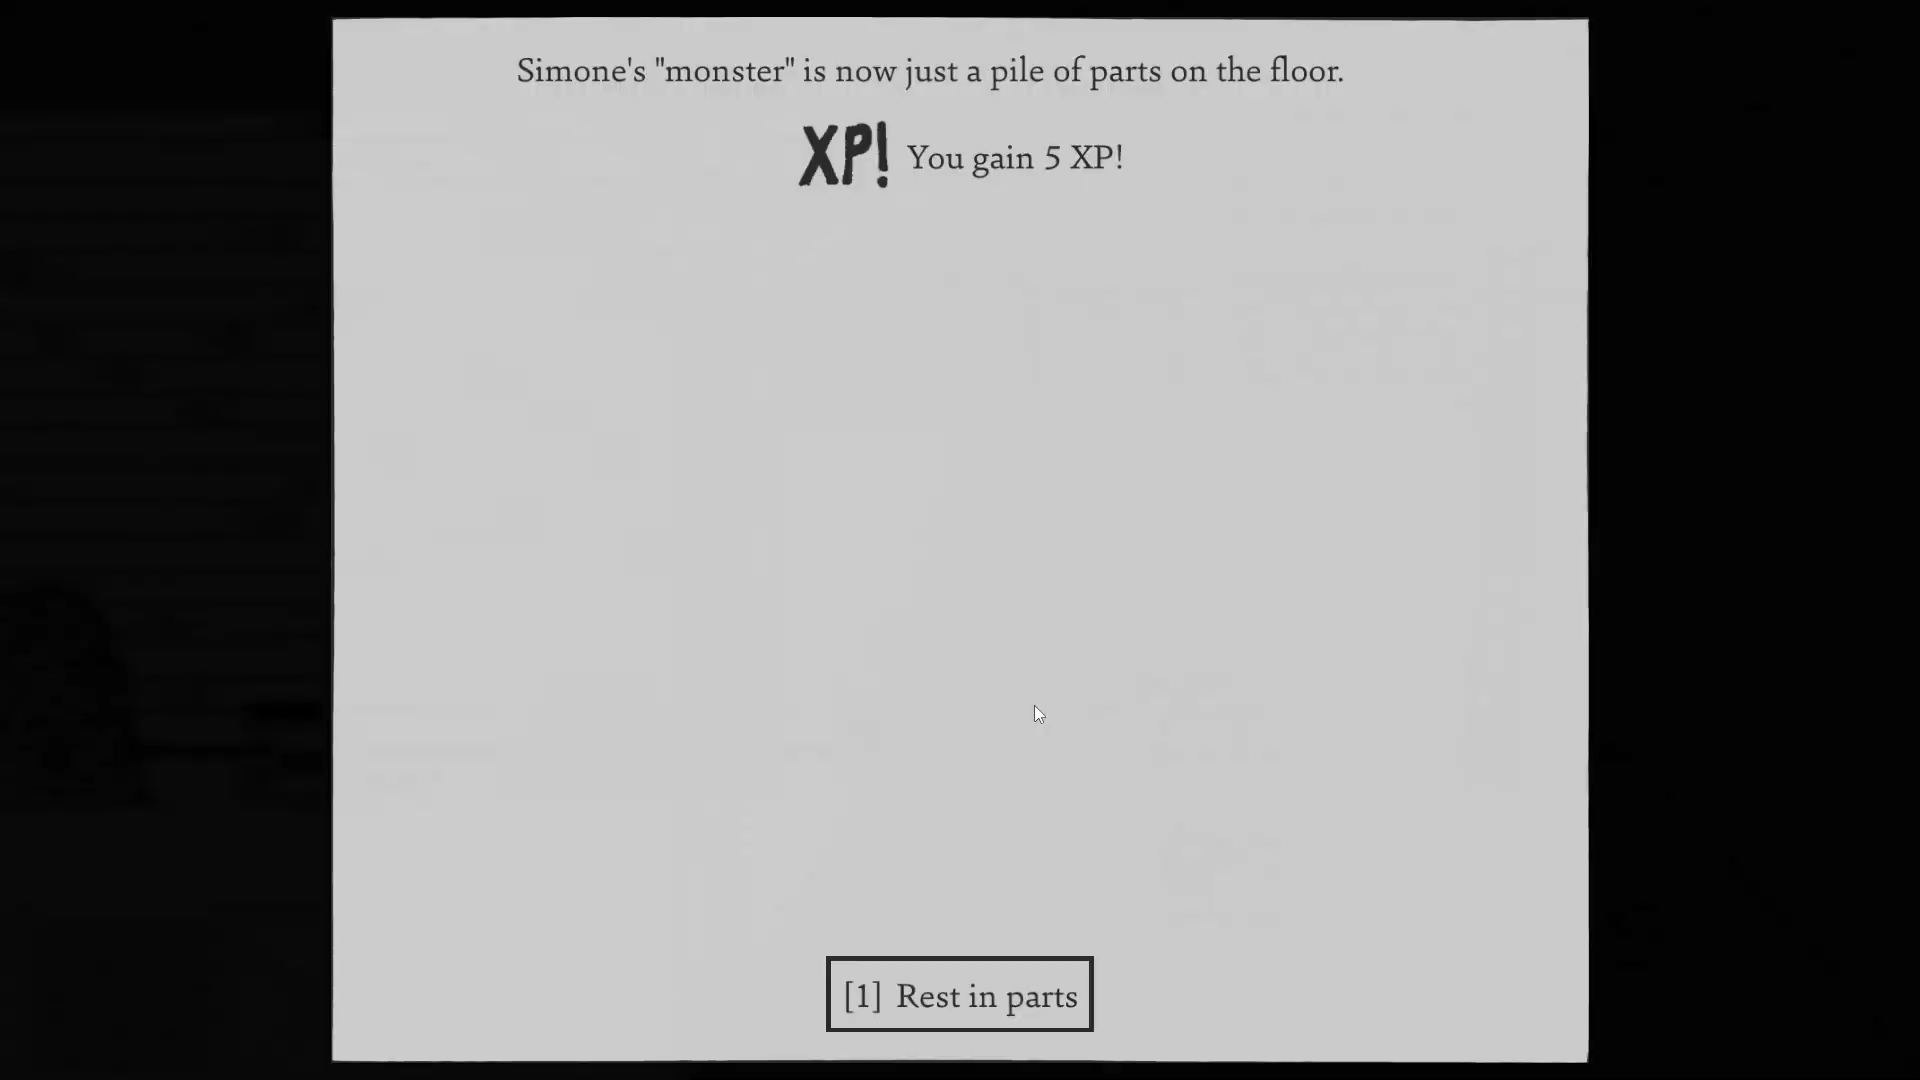 Simone's "monster" is now just a pile of parts on the floor.
XP! You gain 5 XP!
[1] Rest in parts